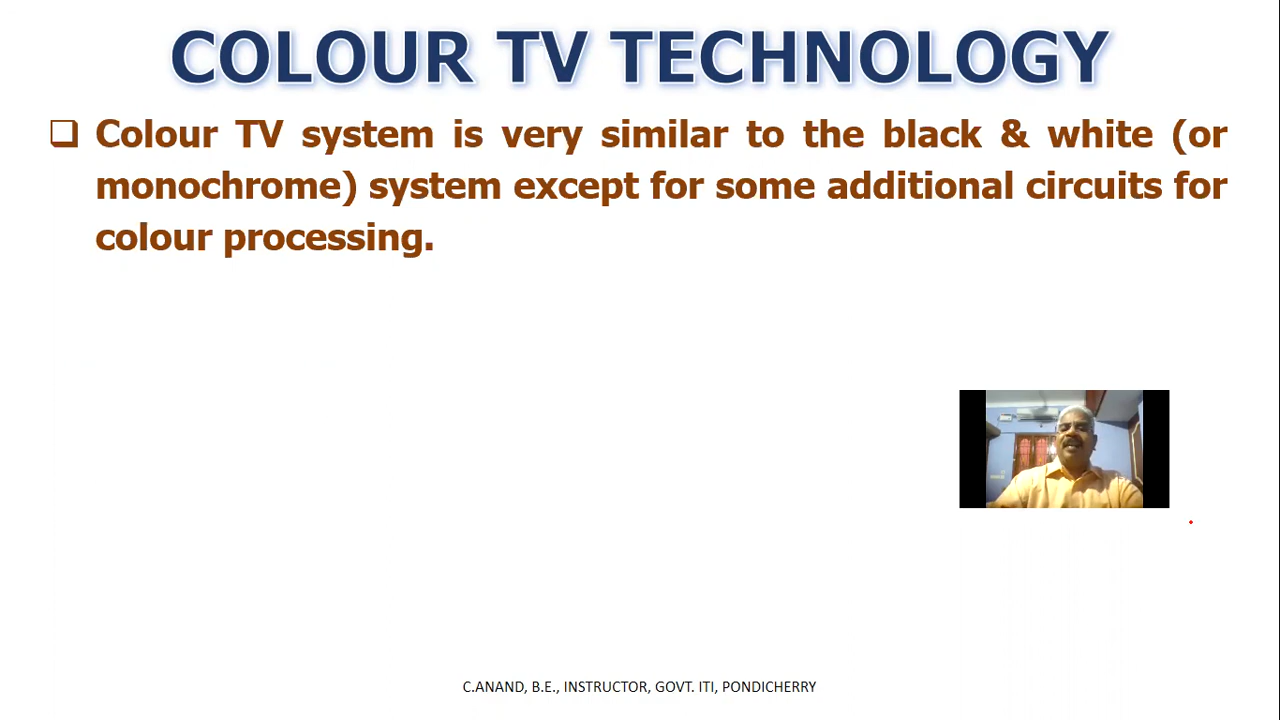 COLOUR TV TECHNOLOGY
❑ Colour TV system is very similar to the black & white (or
monochrome) system except for some additional circuits for
colour processing.
C.ANAND, B.E., INSTRUCTOR, GOVT. ITI, PONDICHERRY